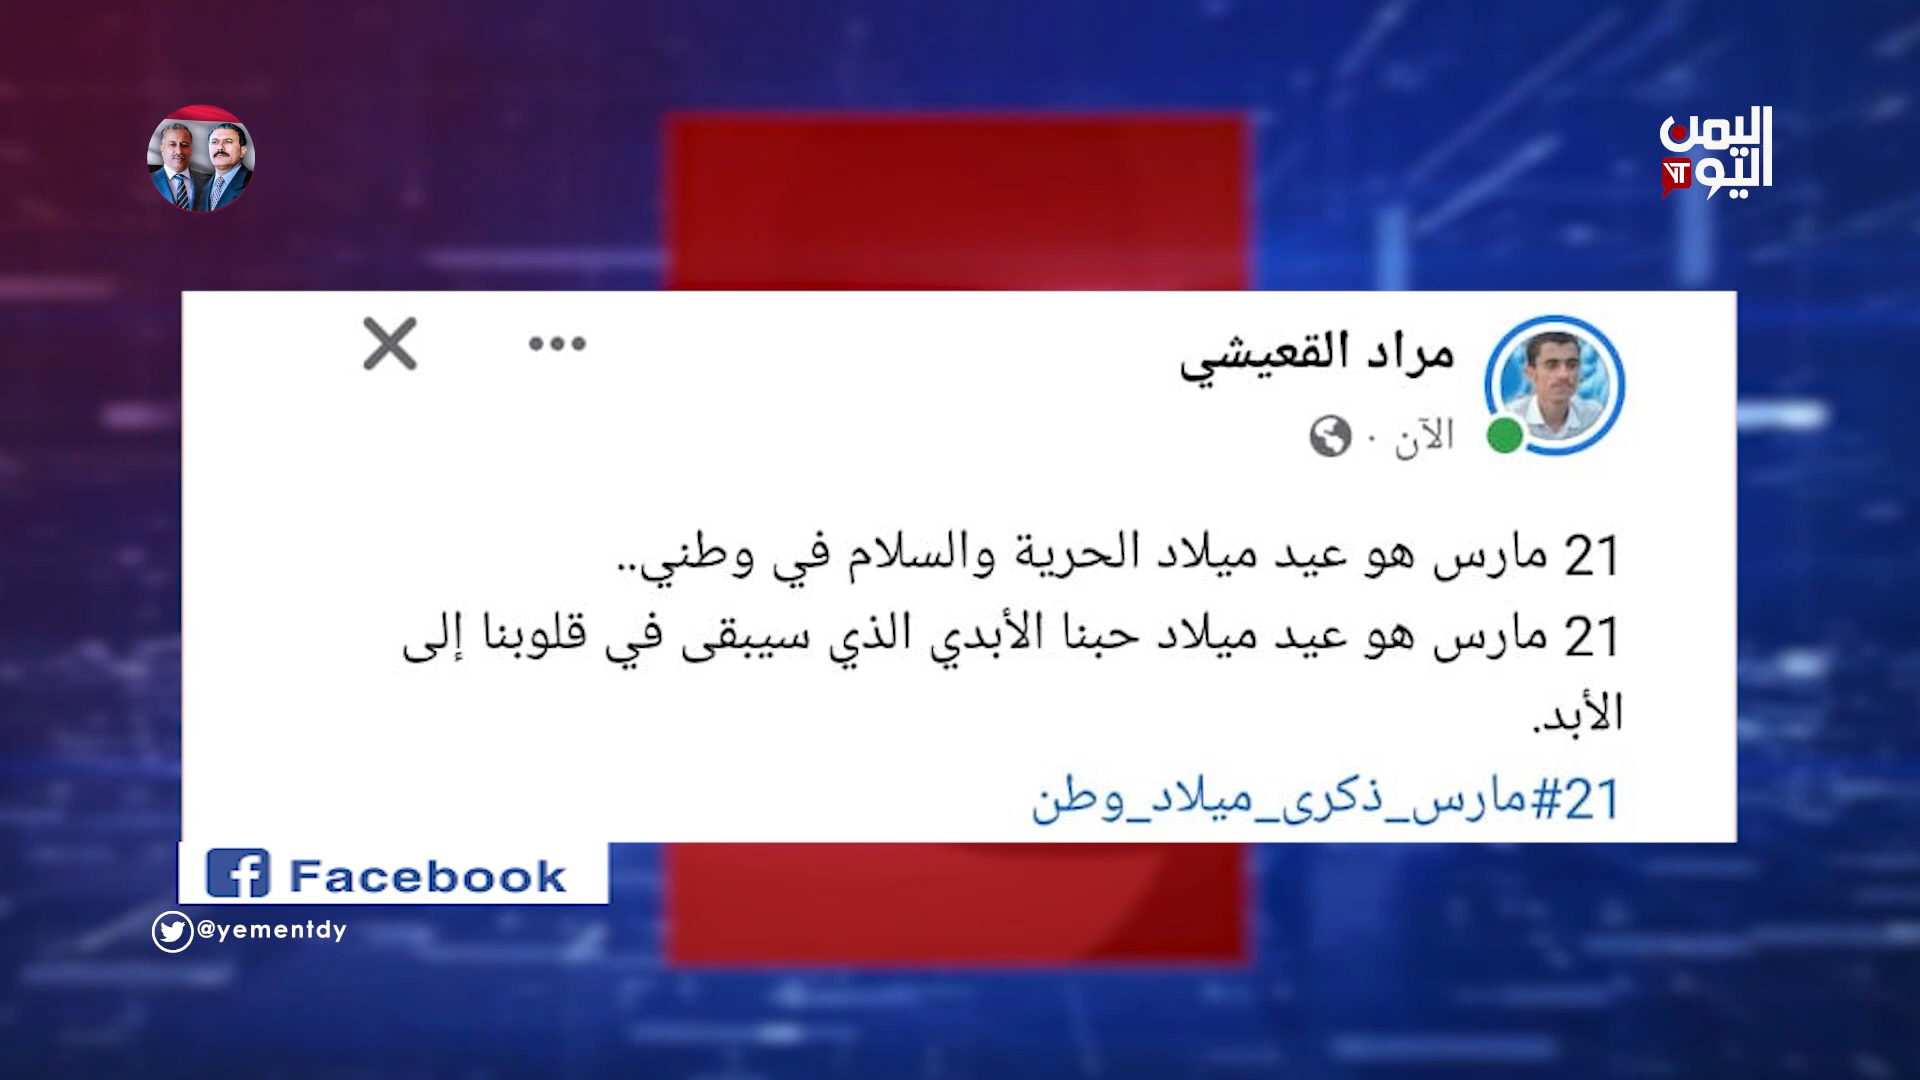 اليمن
اليوم
YT
مراد القعيشي
الآن ·
21 مارس هو عيد ميلاد الحرية والسلام في وطني..
21 مارس هو عيد ميلاد حبنا الأبدي الذي سيبقى في قلوبنا إلى
الأبد.
#21مارس_ذكرى_ميلاد_وطن
Facebook
@yementdy